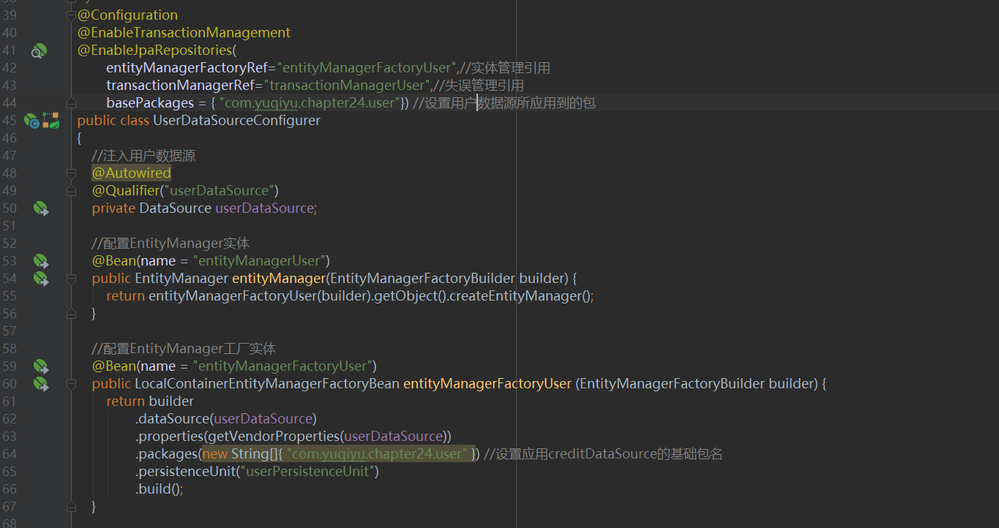 39 @Configuration
40 @EnableTransactionManagement
41 @EnableJpaRepositories(
42 entityManagerFactoryRef="entityManagerFactoryUser",//实体管理引用
43 transactionManagerRef="transactionManagerUser",//失误管理引用
44 basePackages = { "com.yuqiyu.chapter24.user"}) //设置用户数据源所应用到的包
45 public class UserDataSourceConfigurer
46 {
47 //注入用户数据源
48 @Autowired
49 @Qualifier("userDataSource")
50 private DataSource userDataSource;
51
52 //配置EntityManager实体
53 @Bean(name = "entityManagerUser")
54 public EntityManager entityManager(EntityManagerFactoryBuilder builder) {
55 return entityManagerFactoryUser(builder).getObject().createEntityManager();
56 }
57
58 //配置EntityManager工厂实体
59 @Bean(name = "entityManagerFactoryUser")
60 public LocalContainerEntityManagerFactoryBean entityManagerFactoryUser (EntityManagerFactoryBuilder builder) {
61 return builder
62 .dataSource(userDataSource)
63 .properties(getVendorProperties(userDataSource))
64 .packages(new String[]{ "com.yuqiyu.chapter24.user" }) //设置应用creditDataSource的基础包名
65 .persistenceUnit("userPersistenceUnit")
66 .build();
67 }
68